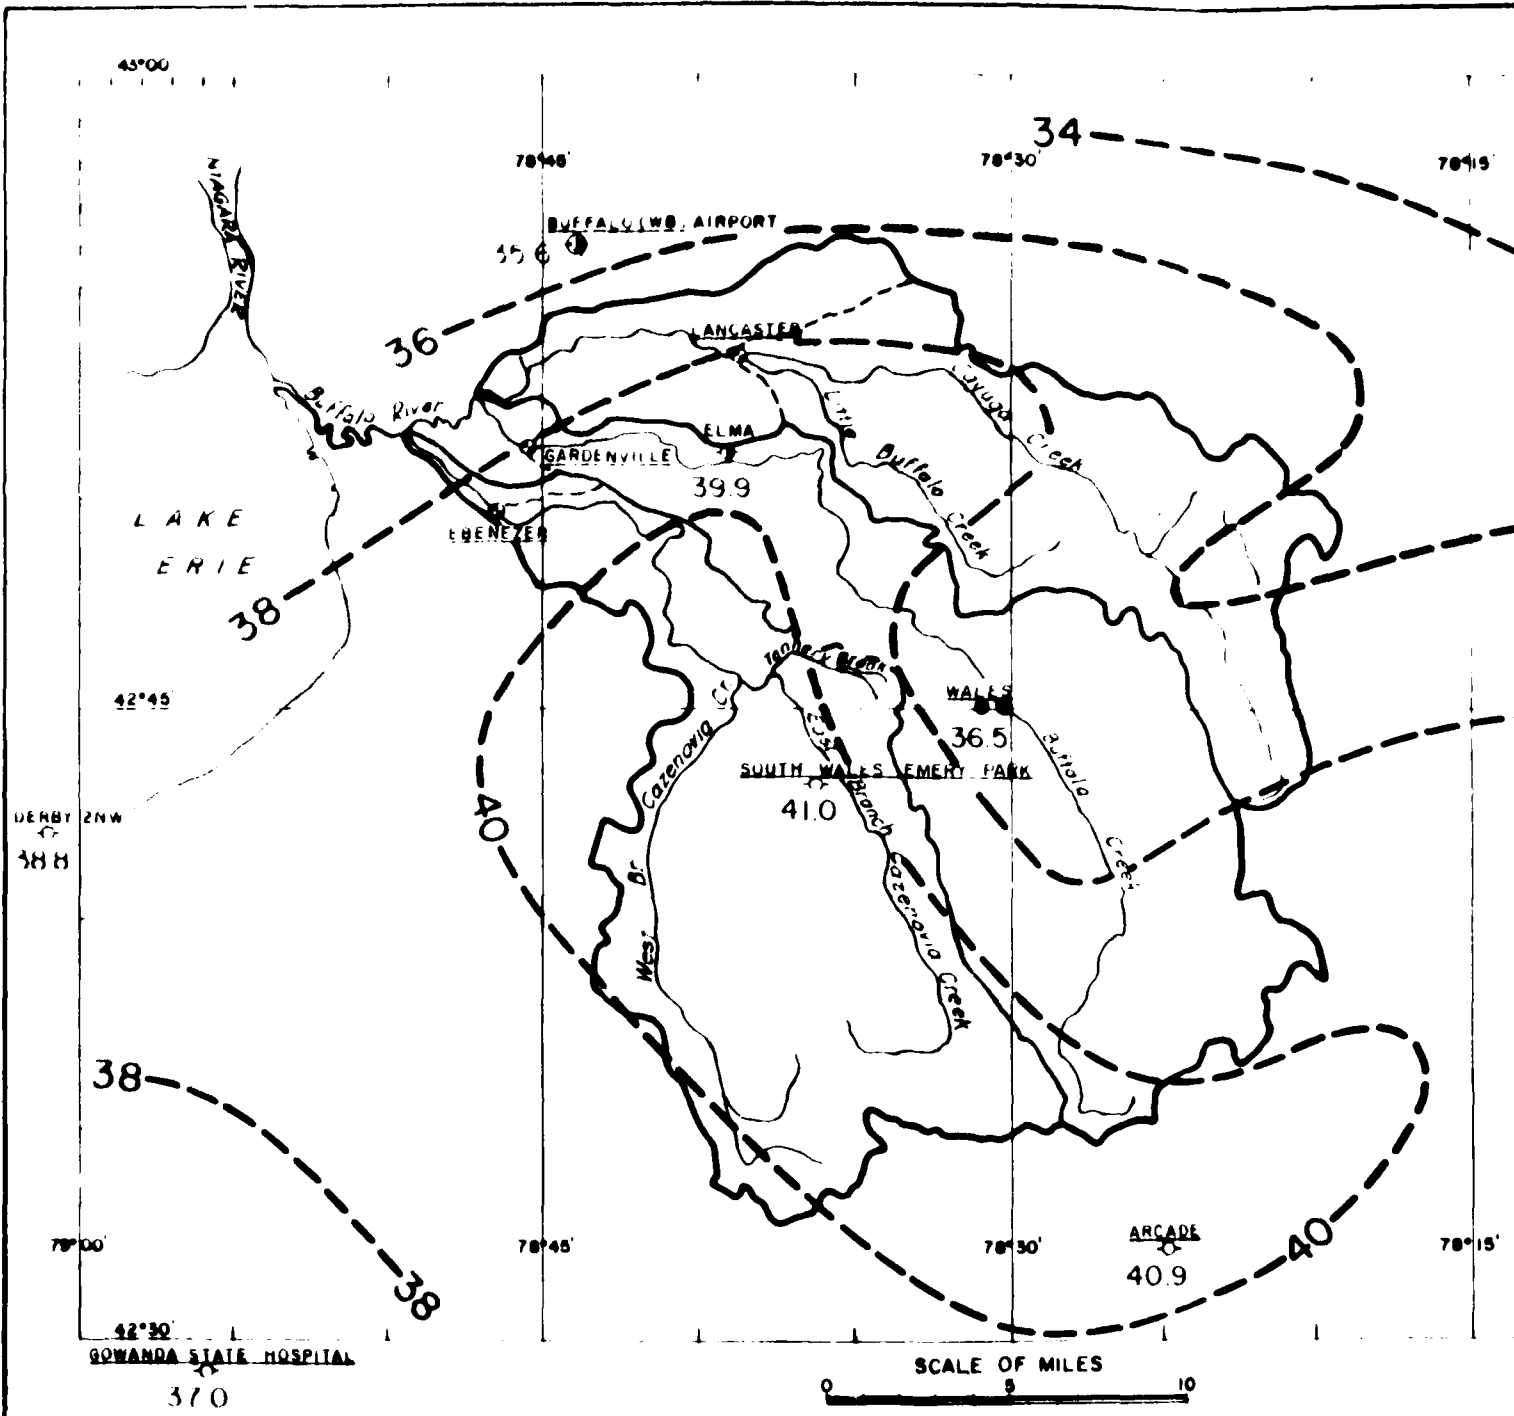 43°00'
34
78°45'
78°30'
78°15'
NIAGARA RIVER
BUFFALO (WB) AIRPORT
35.6
36
LANCASTER
Buffalo River
Cayuga Creek
Little Buffalo Creek
ELMA
GARDENVILLE
39.9
LAKE
ERIE
EBENEZER
38
Tannery Brook
42°45'
WALES
36.5
Cazenovia Cr.
West Br
East Branch Cazenovia Creek
Buffalo Creek
SOUTH WALES EMERY PARK
41.0
40
DERBY 2NW
38.8
38
38
ARCADE
40.9
40
79°00'
78°45'
78°30'
78°15'
42°30'
GOWANDA STATE HOSPITAL
37.0
SCALE OF MILES
0 5 10